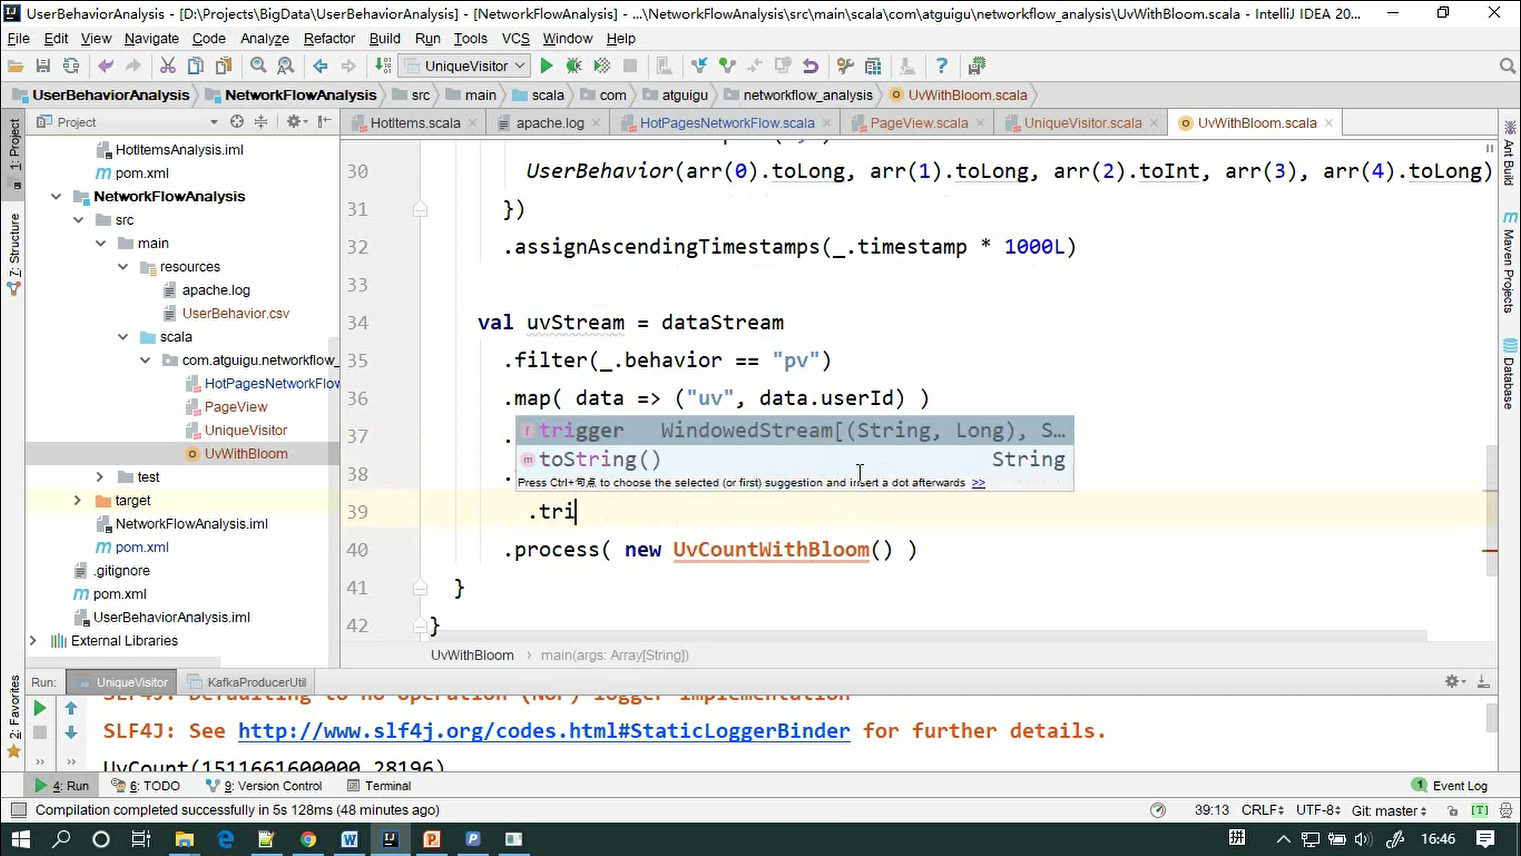 UserBehaviorAnalysis - [D:\Projects\BigData\UserBehaviorAnalysis] - [NetworkFlowAnalysis] - ...\NetworkFlowAnalysis\src\main\scala\com\atguigu\networkflow_analysis\UvWithBloom.scala - IntelliJ IDEA 20...
File Edit View Navigate Code Analyze Refactor Build Run Tools VCS Window Help
UniqueVisitor
UserBehaviorAnalysis NetworkFlowAnalysis src main scala com atguigu networkflow_analysis UvWithBloom.scala
Project
HotItems.scala apache.log HotPagesNetworkFlow.scala PageView.scala UniqueVisitor.scala UvWithBloom.scala
1: Project
7: Structure
2: Favorites
HotItemsAnalysis.iml
pom.xml
NetworkFlowAnalysis
src
main
resources
apache.log
UserBehavior.csv
scala
com.atguigu.networkflow_
HotPagesNetworkFlow
PageView
UniqueVisitor
UvWithBloom
test
target
NetworkFlowAnalysis.iml
pom.xml
.gitignore
pom.xml
UserBehaviorAnalysis.iml
External Libraries
30 UserBehavior(arr(0).toLong, arr(1).toLong, arr(2).toInt, arr(3), arr(4).toLong)
31 })
32 .assignAscendingTimestamps(_.timestamp * 1000L)
33
34 val uvStream = dataStream
35 .filter(_.behavior == "pv")
36 .map( data => ("uv", data.userId) )
37 .
38 .
trigger WindowedStream[(String, Long), S...
toString() String
Press Ctrl+句点 to choose the selected (or first) suggestion and insert a dot afterwards >>
39 .tri
40 .process( new UvCountWithBloom() )
41 }
42 }
UvWithBloom main(args: Array[String])
Ant Build
Maven Projects
Database
Run: UniqueVisitor KafkaProducerUtil
SLF4J: Defaulting to no-operation (NOP) logger implementation
SLF4J: See http://www.slf4j.org/codes.html#StaticLoggerBinder for further details.
UvCount(1511661600000,28196)
4: Run 6: TODO 9: Version Control Terminal 1 Event Log
Compilation completed successfully in 5s 128ms (48 minutes ago) 39:13 CRLF UTF-8 Git: master [T]
拼 16:46